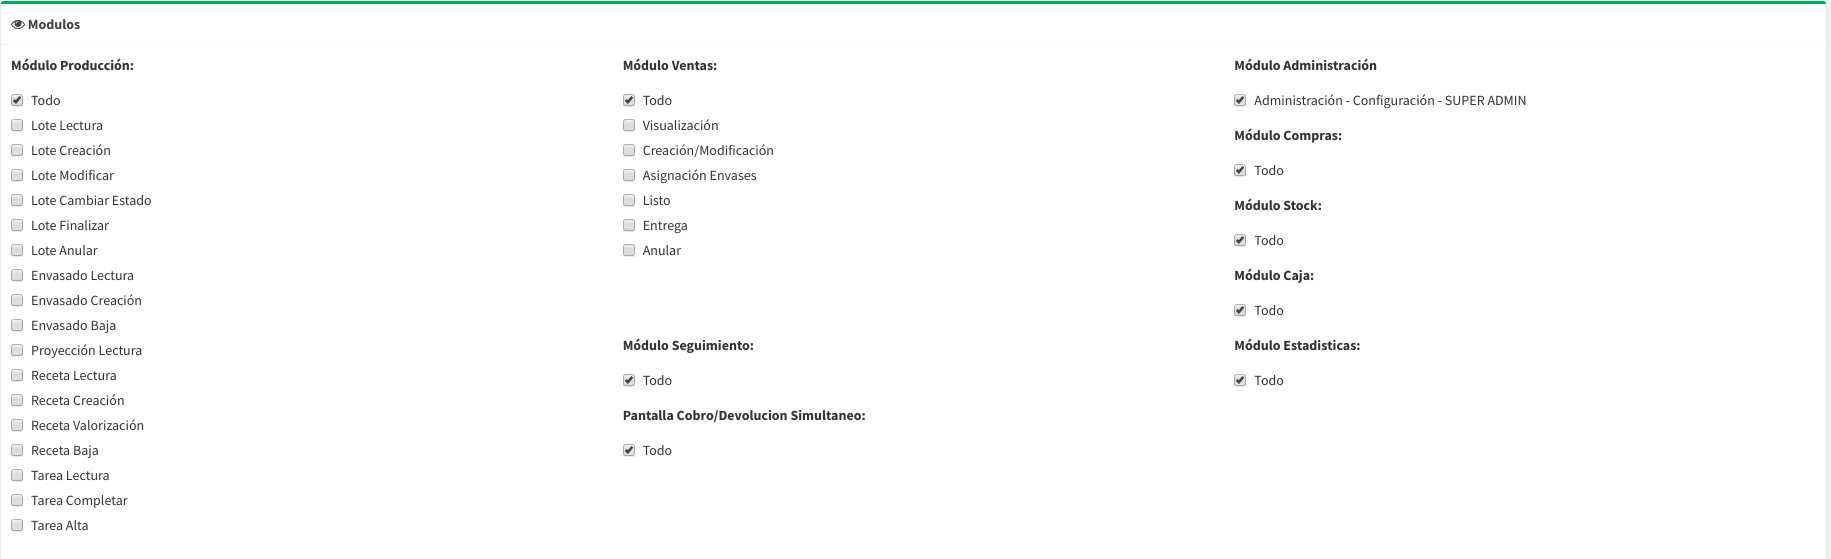 Modulos
Módulo Producción:
Todo
Lote Lectura
Lote Creación
Lote Modificar
Lote Cambiar Estado
Lote Finalizar
Lote Anular
Envasado Lectura
Envasado Creación
Envasado Baja
Proyección Lectura
Receta Lectura
Receta Creación
Receta Valorización
Receta Baja
Tarea Lectura
Tarea Completar
Tarea Alta
Módulo Ventas:
Todo
Visualización
Creación/Modificación
Asignación Envases
Listo
Entrega
Anular
Módulo Seguimiento:
Todo
Pantalla Cobro/Devolucion Simultaneo:
Todo
Módulo Administración
Administración - Configuración - SUPER ADMIN
Módulo Compras:
Todo
Módulo Stock:
Todo
Módulo Caja:
Todo
Módulo Estadisticas:
Todo